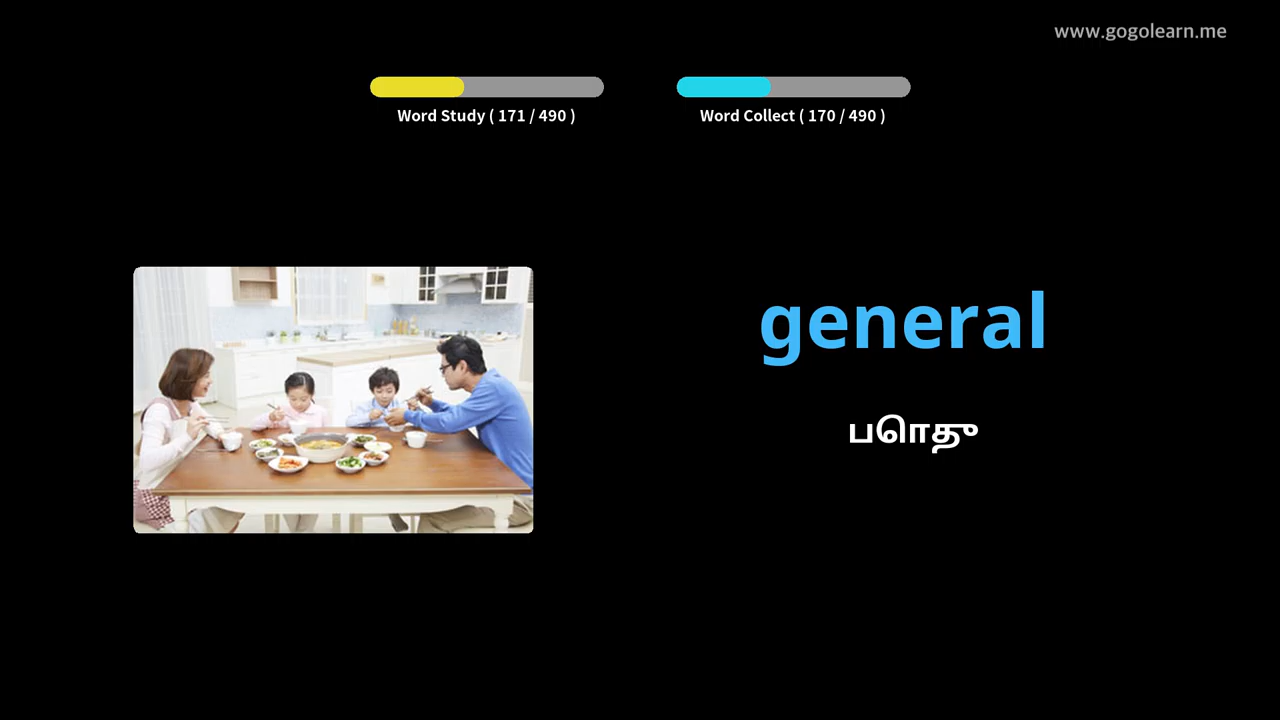 www.gogolearn.me
Word Study ( 171 / 490 )
Word Collect ( 170 / 490 )
general
பொது